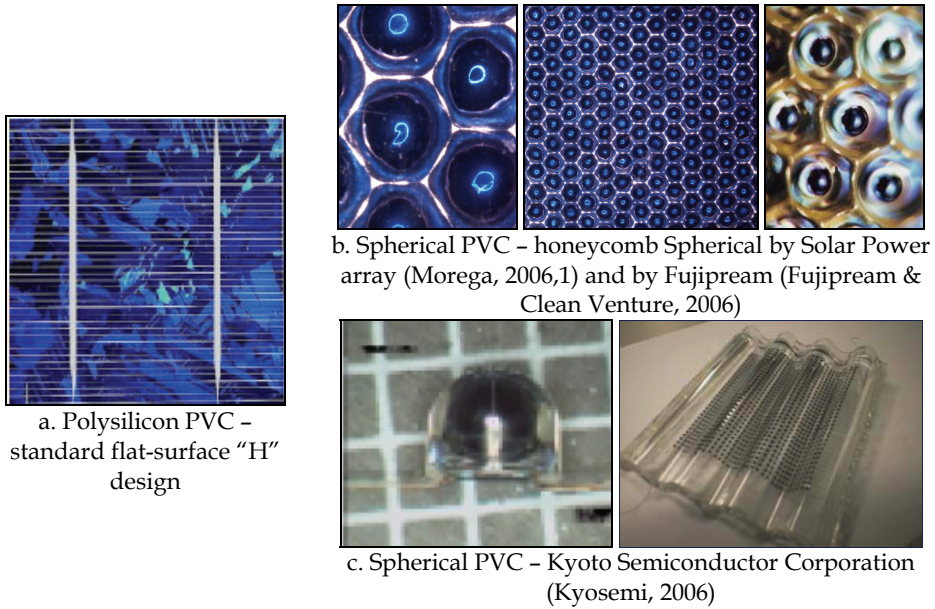 a. Polysilicon PVC –
standard flat-surface “H”
design
b. Spherical PVC – honeycomb Spherical by Solar Power
array (Morega, 2006,1) and by Fujipream (Fujipream &
Clean Venture, 2006)
c. Spherical PVC – Kyoto Semiconductor Corporation
(Kyosemi, 2006)